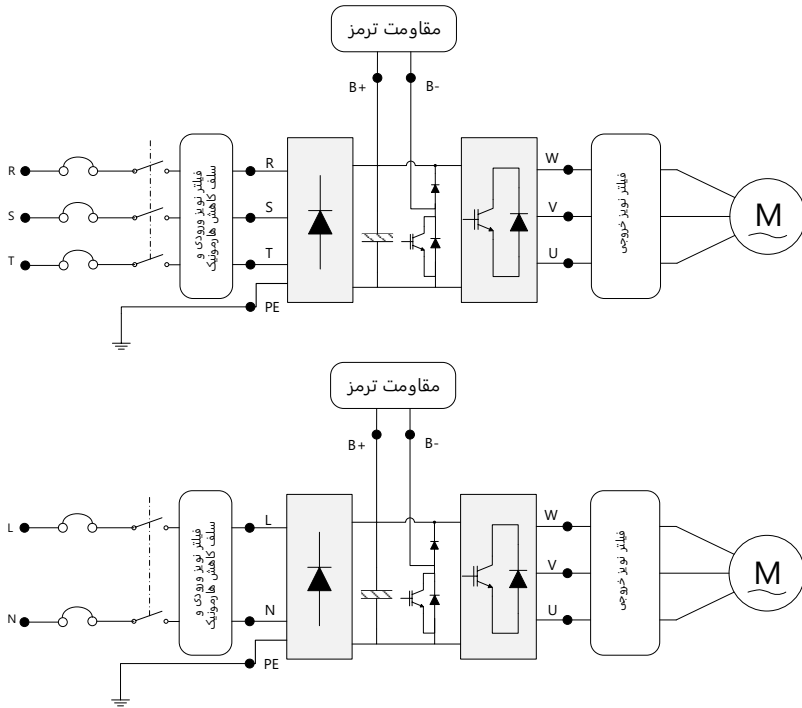 مقاومت ترمز
B+ B-
R R
S S
T T
PE
فیلتر نویز ورودی و
سلف کاهش هارمونیک
W
V
U
فیلتر نویز خروجی
M
مقاومت ترمز
B+ B-
L L
N N
PE
فیلتر نویز ورودی و
سلف کاهش هارمونیک
W
V
U
فیلتر نویز خروجی
M